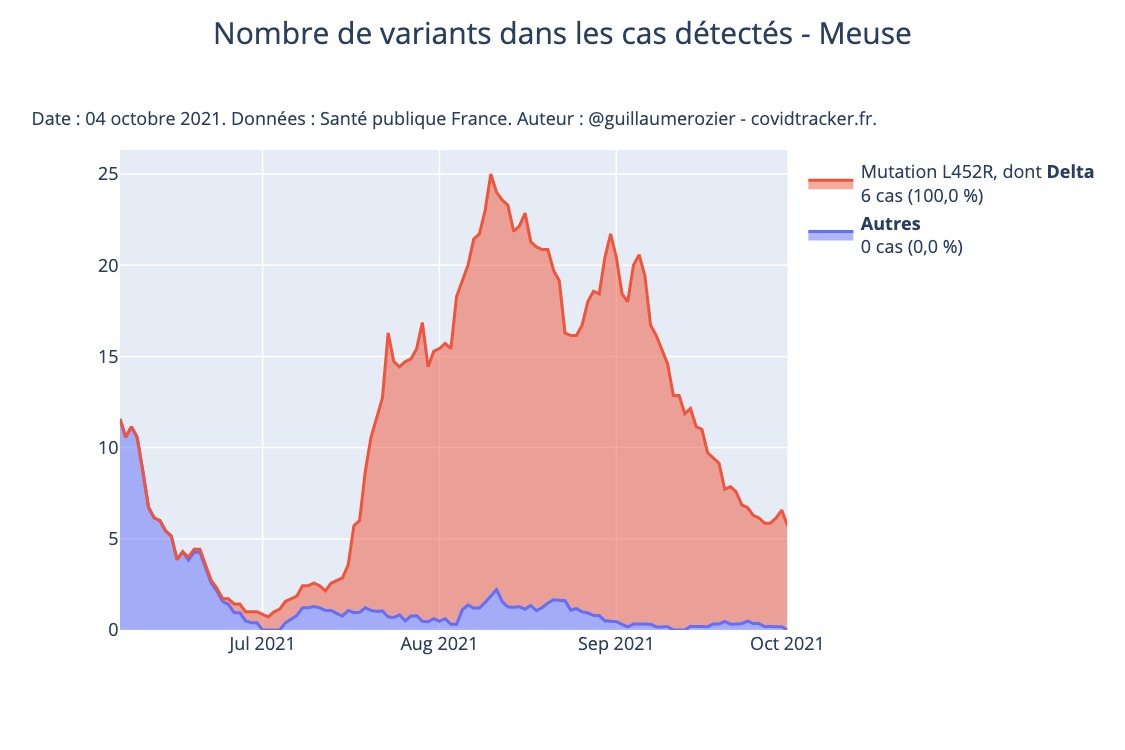 Nombre de variants dans les cas détectés - Meuse
Date : 04 octobre 2021. Données : Santé publique France. Auteur : @guillaumerozier - covidtracker.fr.
25
20
15
10
5
0
Jul 2021
Aug 2021
Sep 2021
Oct 2021
Mutation L452R, dont Delta
6 cas (100,0 %)
Autres
0 cas (0,0 %)